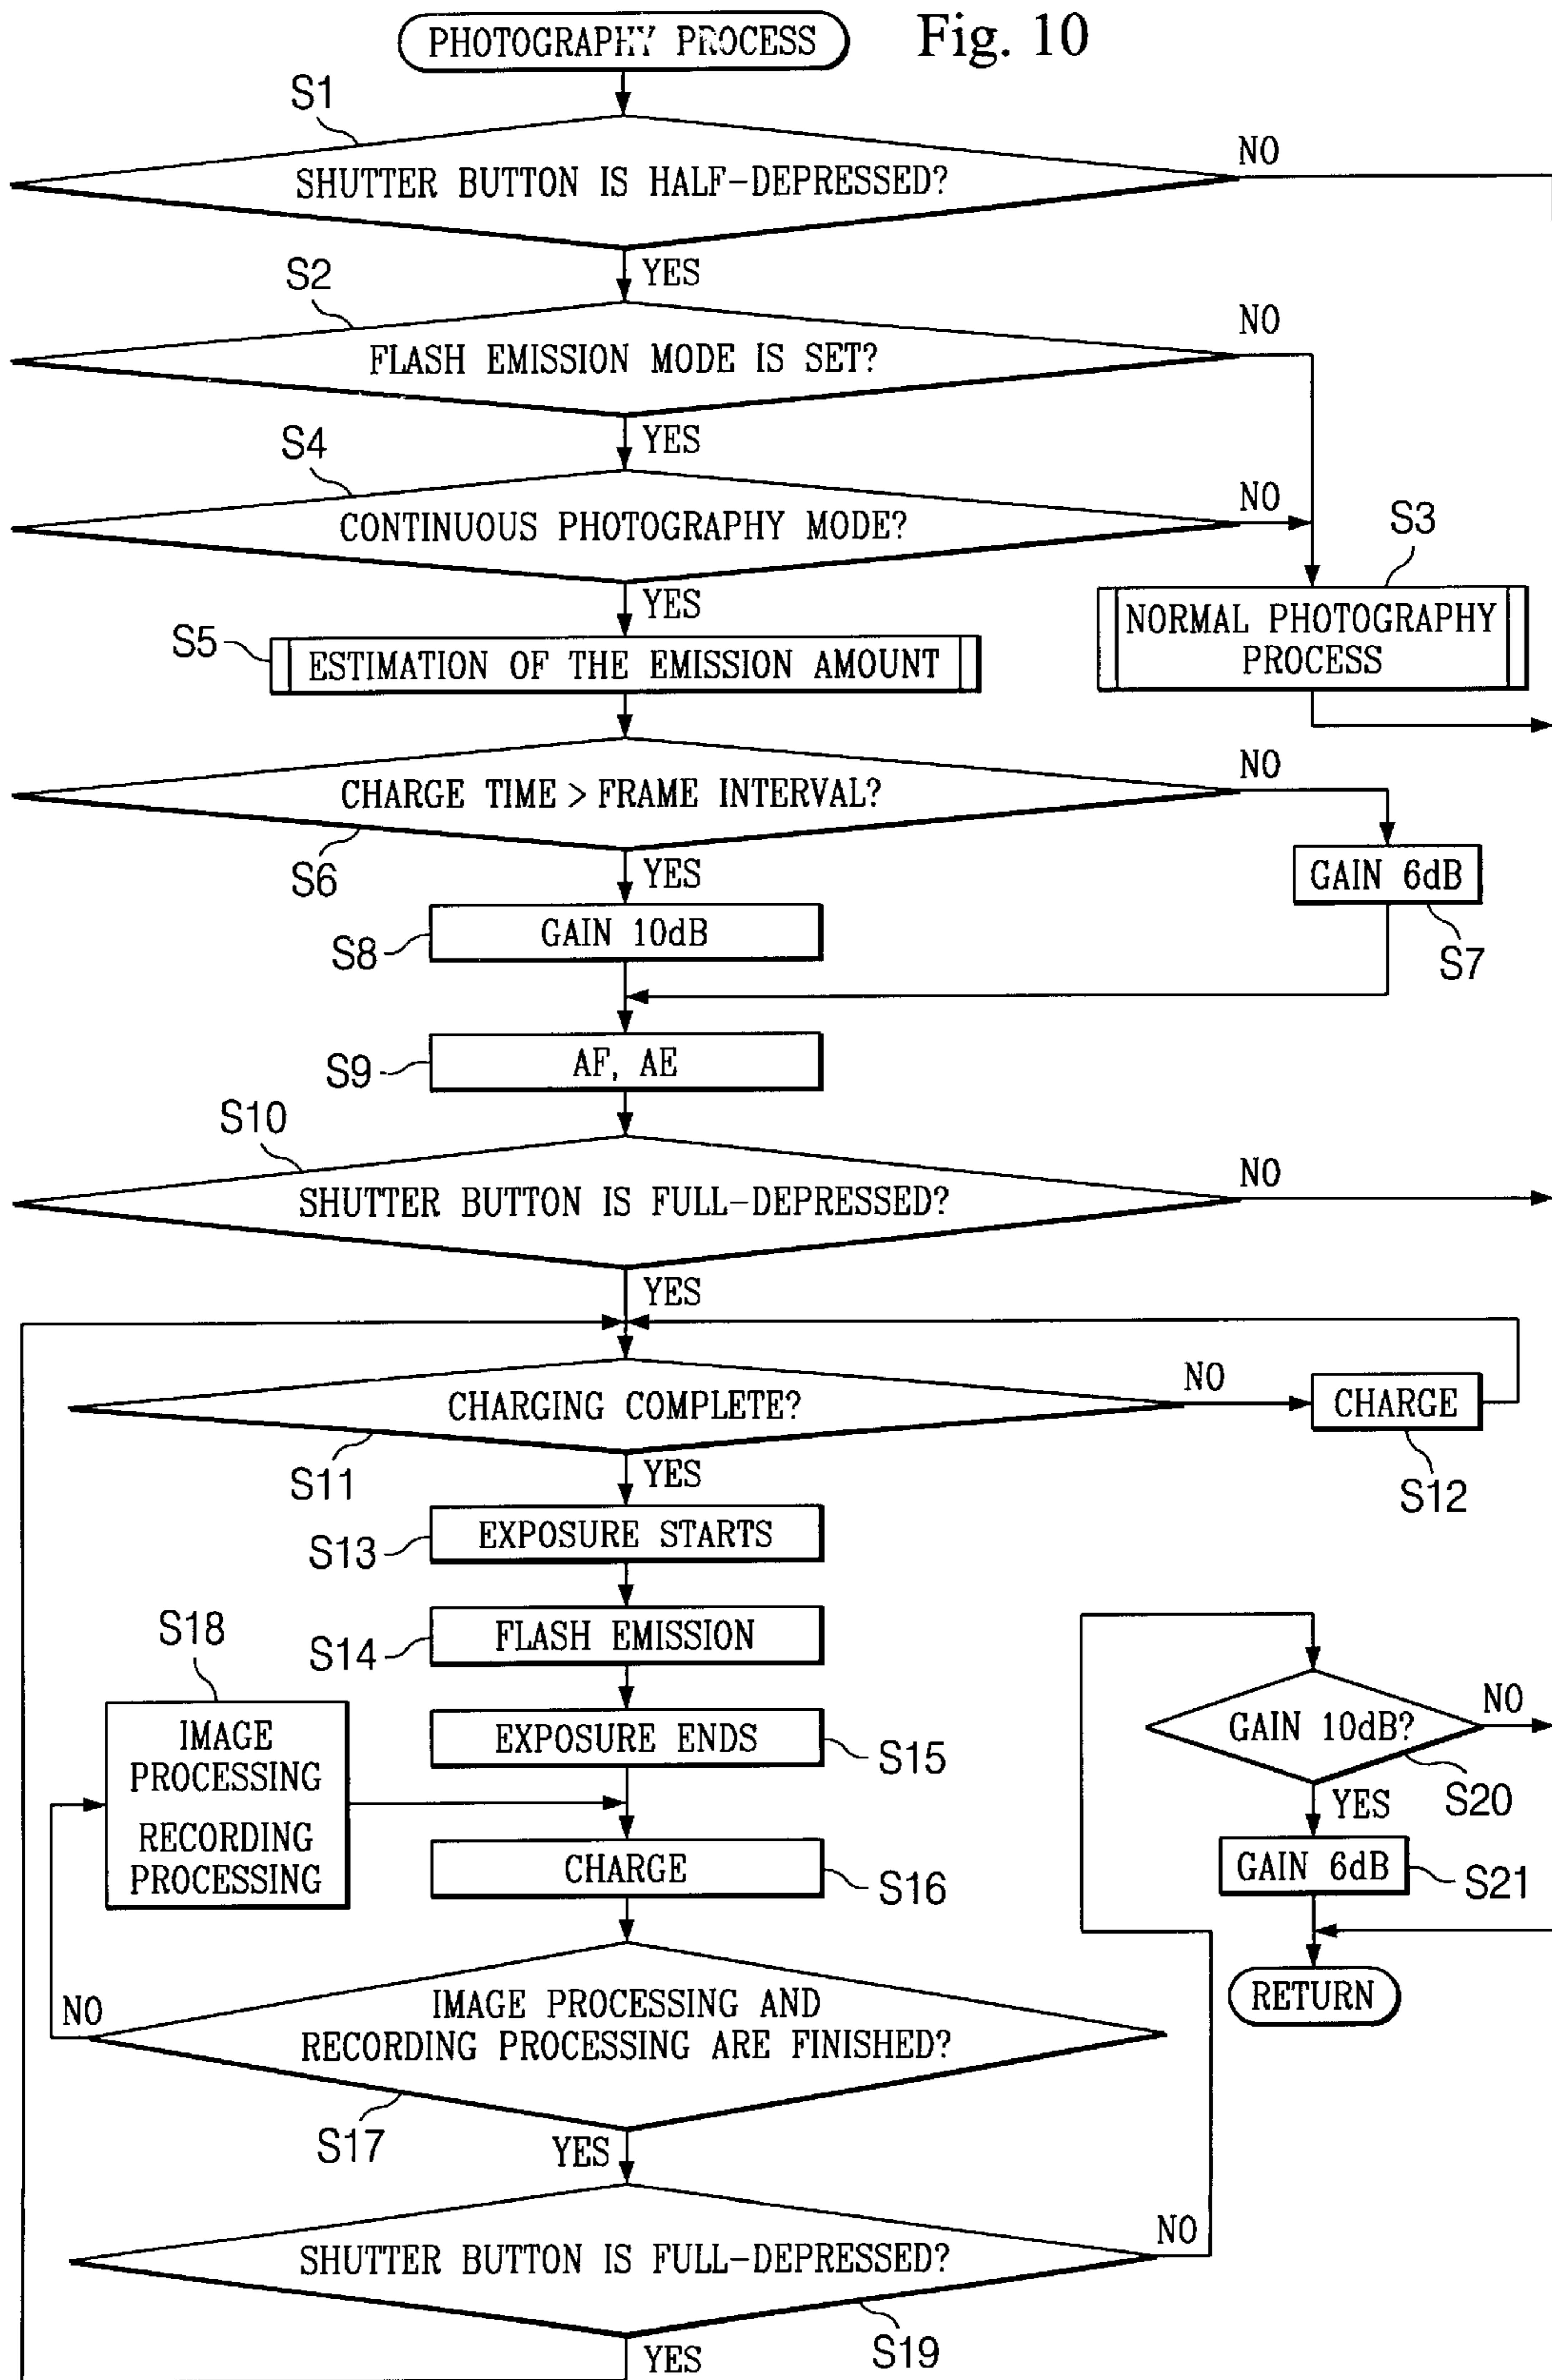 PHOTOGRAPHY PROCESS
Fig. 10
S1
SHUTTER BUTTON IS HALF-DEPRESSED?
NO
YES
S2
FLASH EMISSION MODE IS SET?
NO
YES
S4
CONTINUOUS PHOTOGRAPHY MODE?
NO
YES
S3
NORMAL PHOTOGRAPHY
PROCESS
S5
ESTIMATION OF THE EMISSION AMOUNT
CHARGE TIME > FRAME INTERVAL?
NO
S6
YES
GAIN 6dB
S7
S8
GAIN 10dB
S9
AF, AE
S10
SHUTTER BUTTON IS FULL-DEPRESSED?
NO
YES
CHARGING COMPLETE?
NO
CHARGE
S12
S11
YES
S13
EXPOSURE STARTS
S14
FLASH EMISSION
EXPOSURE ENDS
S15
S18
IMAGE
PROCESSING
RECORDING
PROCESSING
CHARGE
S16
NO
IMAGE PROCESSING AND
RECORDING PROCESSING ARE FINISHED?
S17
YES
SHUTTER BUTTON IS FULL-DEPRESSED?
NO
S19
YES
GAIN 10dB?
NO
S20
YES
GAIN 6dB
S21
RETURN